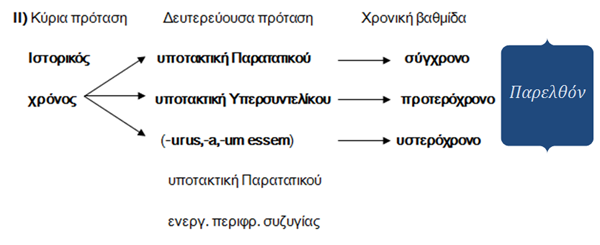 II) Κύρια πρόταση Δευτερεύουσα πρόταση Χρονική βαθμίδα
Ιστορικός υποτακτική Παρατατικού σύγχρονο
χρόνος υποτακτική Υπερσυντελίκου προτερόχρονο Παρελθόν
(-urus,-a,-um essem) υστερόχρονο
υποτακτική Παρατατικού
ενεργ. περιφρ. συζυγίας